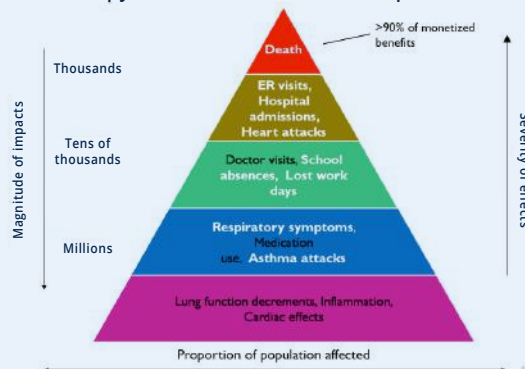 Death
>90% of monetized
benefits
Thousands
ER visits,
Hospital
admissions,
Heart attacks
Tens of
thousands
Doctor visits, School
absences, Lost work
days
Magnitude of impacts
Severity of effects
Millions
Respiratory symptoms,
Medication
use, Asthma attacks
Lung function decrements, Inflammation,
Cardiac effects
Proportion of population affected